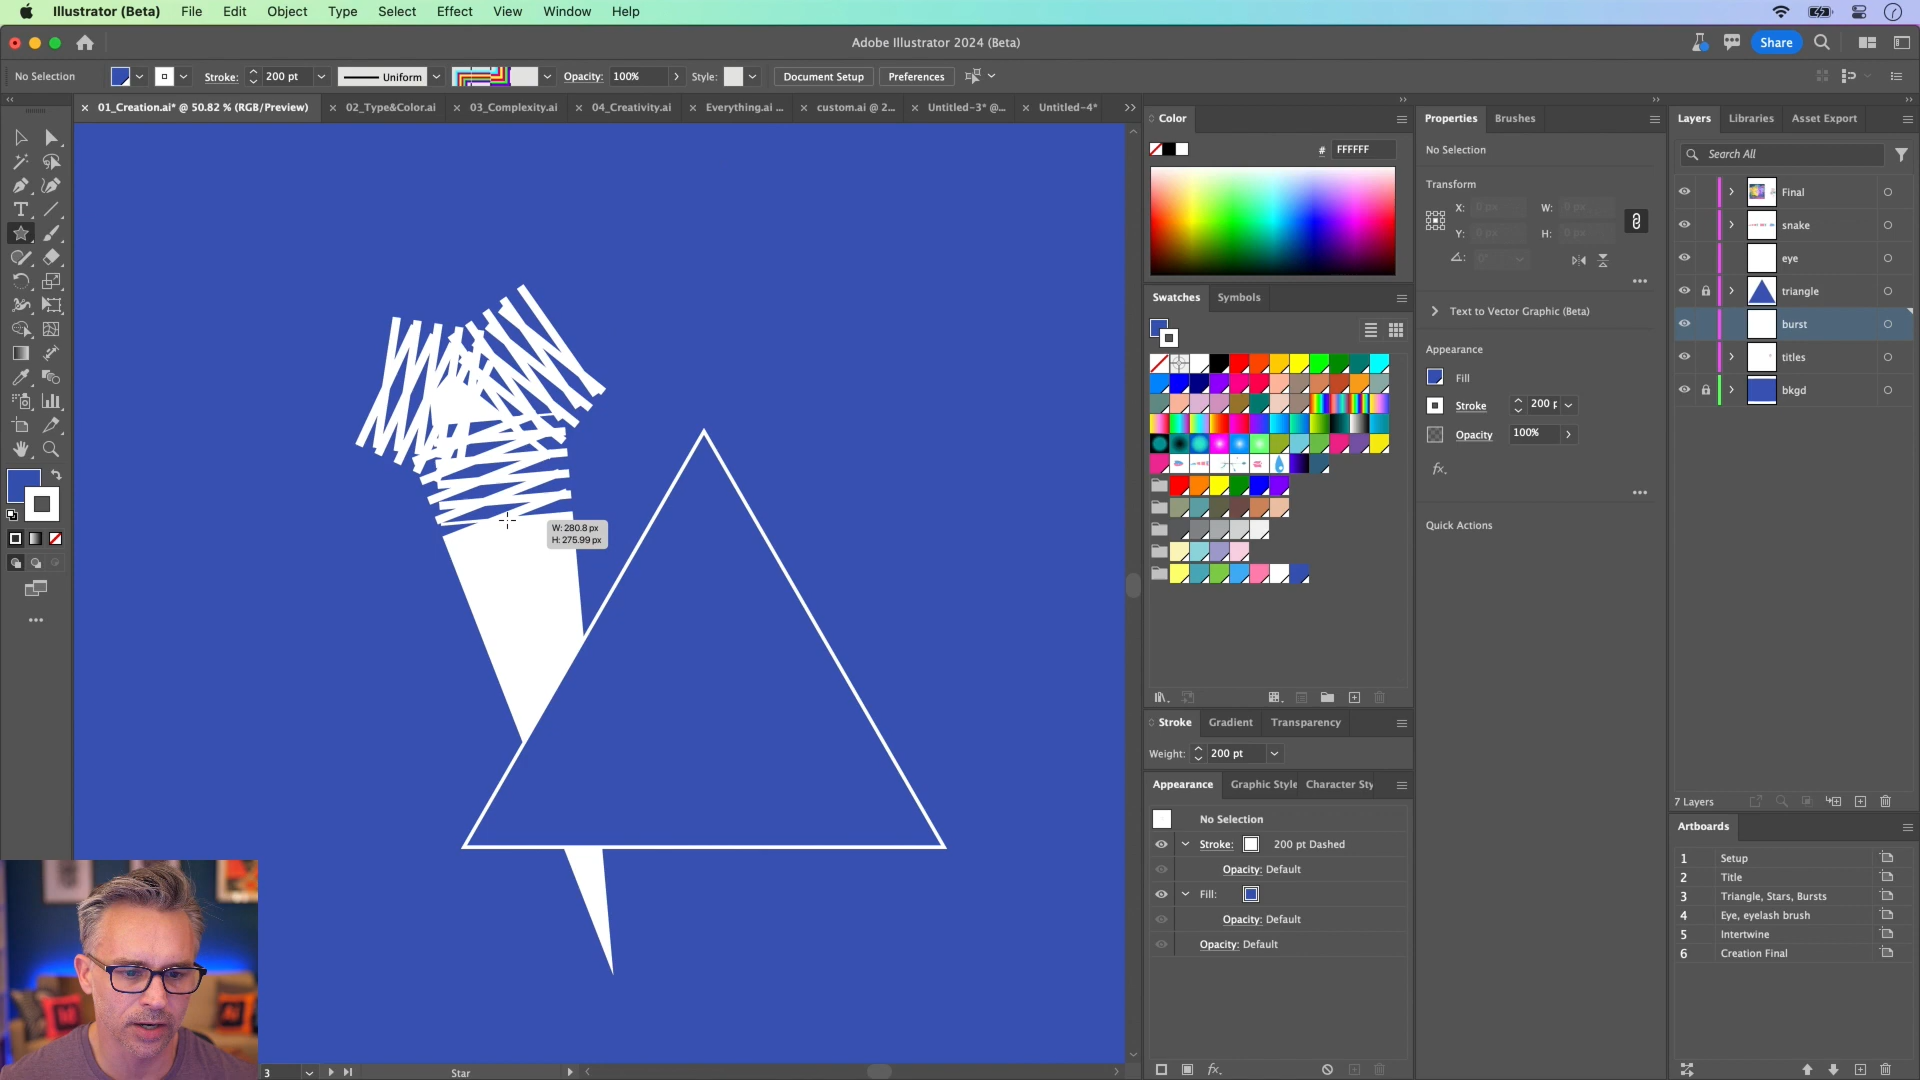 Illustrator (Beta) File Edit Object Type Select Effect View Window Help
Adobe Illustrator 2024 (Beta)
Share
No Selection Stroke: 200 pt Uniform Opacity: 100% Style: Document Setup Preferences
01_Creation.ai* @ 50.82 % (RGB/Preview) 02_Type&Color.ai 03_Complexity.ai 04_Creativity.ai Everything.ai ... custom.ai @ 2... Untitled-3* @... Untitled-4*
W: 280.8 px
H: 275.99 px
3 Star
Color
# FFFFFF
Swatches Symbols
Stroke Gradient Transparency
Weight: 200 pt
Appearance Graphic Style Character Sty
No Selection
Stroke: 200 pt Dashed
Opacity: Default
Fill:
Opacity: Default
Opacity: Default
fx.
Properties Brushes
No Selection
Transform
X: 0 px W: 0 px
Y: 0 px H: 0 px
0°
Text to Vector Graphic (Beta)
Appearance
Fill
Stroke 200 p
Opacity 100%
fx.
Quick Actions
Layers Libraries Asset Export
Search All
Final
snake
eye
triangle
burst
titles
bkgd
7 Layers
Artboards
1 Setup
2 Title
3 Triangle, Stars, Bursts
4 Eye, eyelash brush
5 Intertwine
6 Creation Final